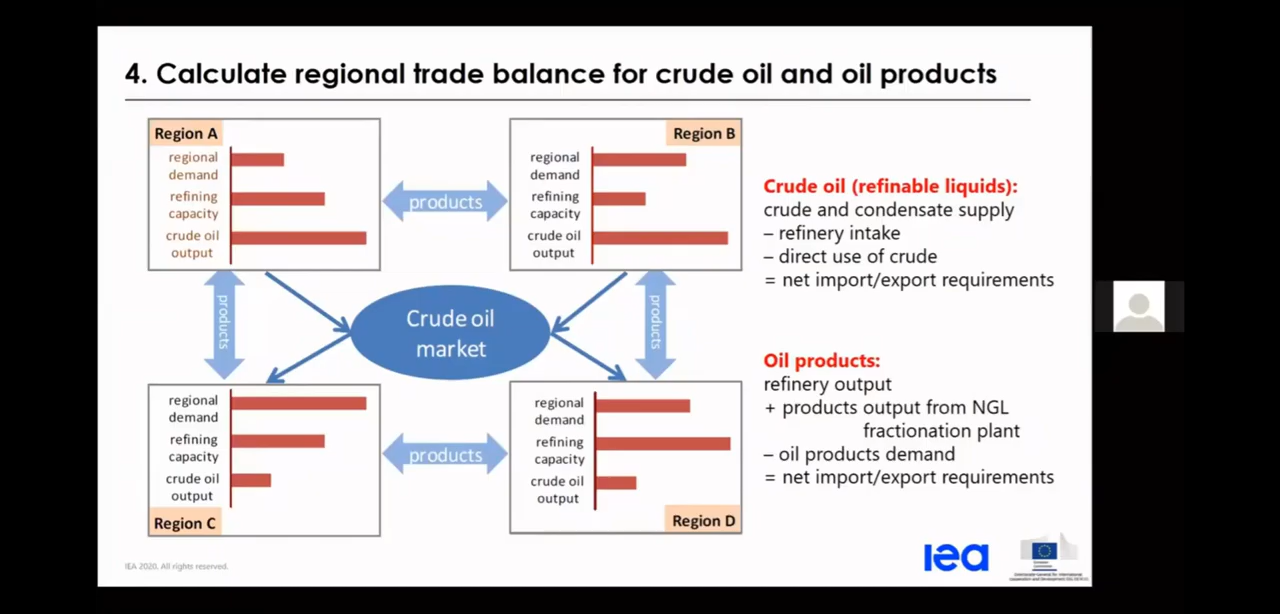 4. Calculate regional trade balance for crude oil and oil products
Region A
regional
demand
refining
capacity
crude oil
output
products
Region B
regional
demand
refining
capacity
crude oil
output
Crude oil (refinable liquids):
crude and condensate supply
– refinery intake
– direct use of crude
= net import/export requirements
products
Crude oil
market
products
regional
demand
refining
capacity
crude oil
output
Region C
products
regional
demand
refining
capacity
crude oil
output
Region D
Oil products:
refinery output
+ products output from NGL
fractionation plant
– oil products demand
= net import/export requirements
IEA 2020. All rights reserved.
iea